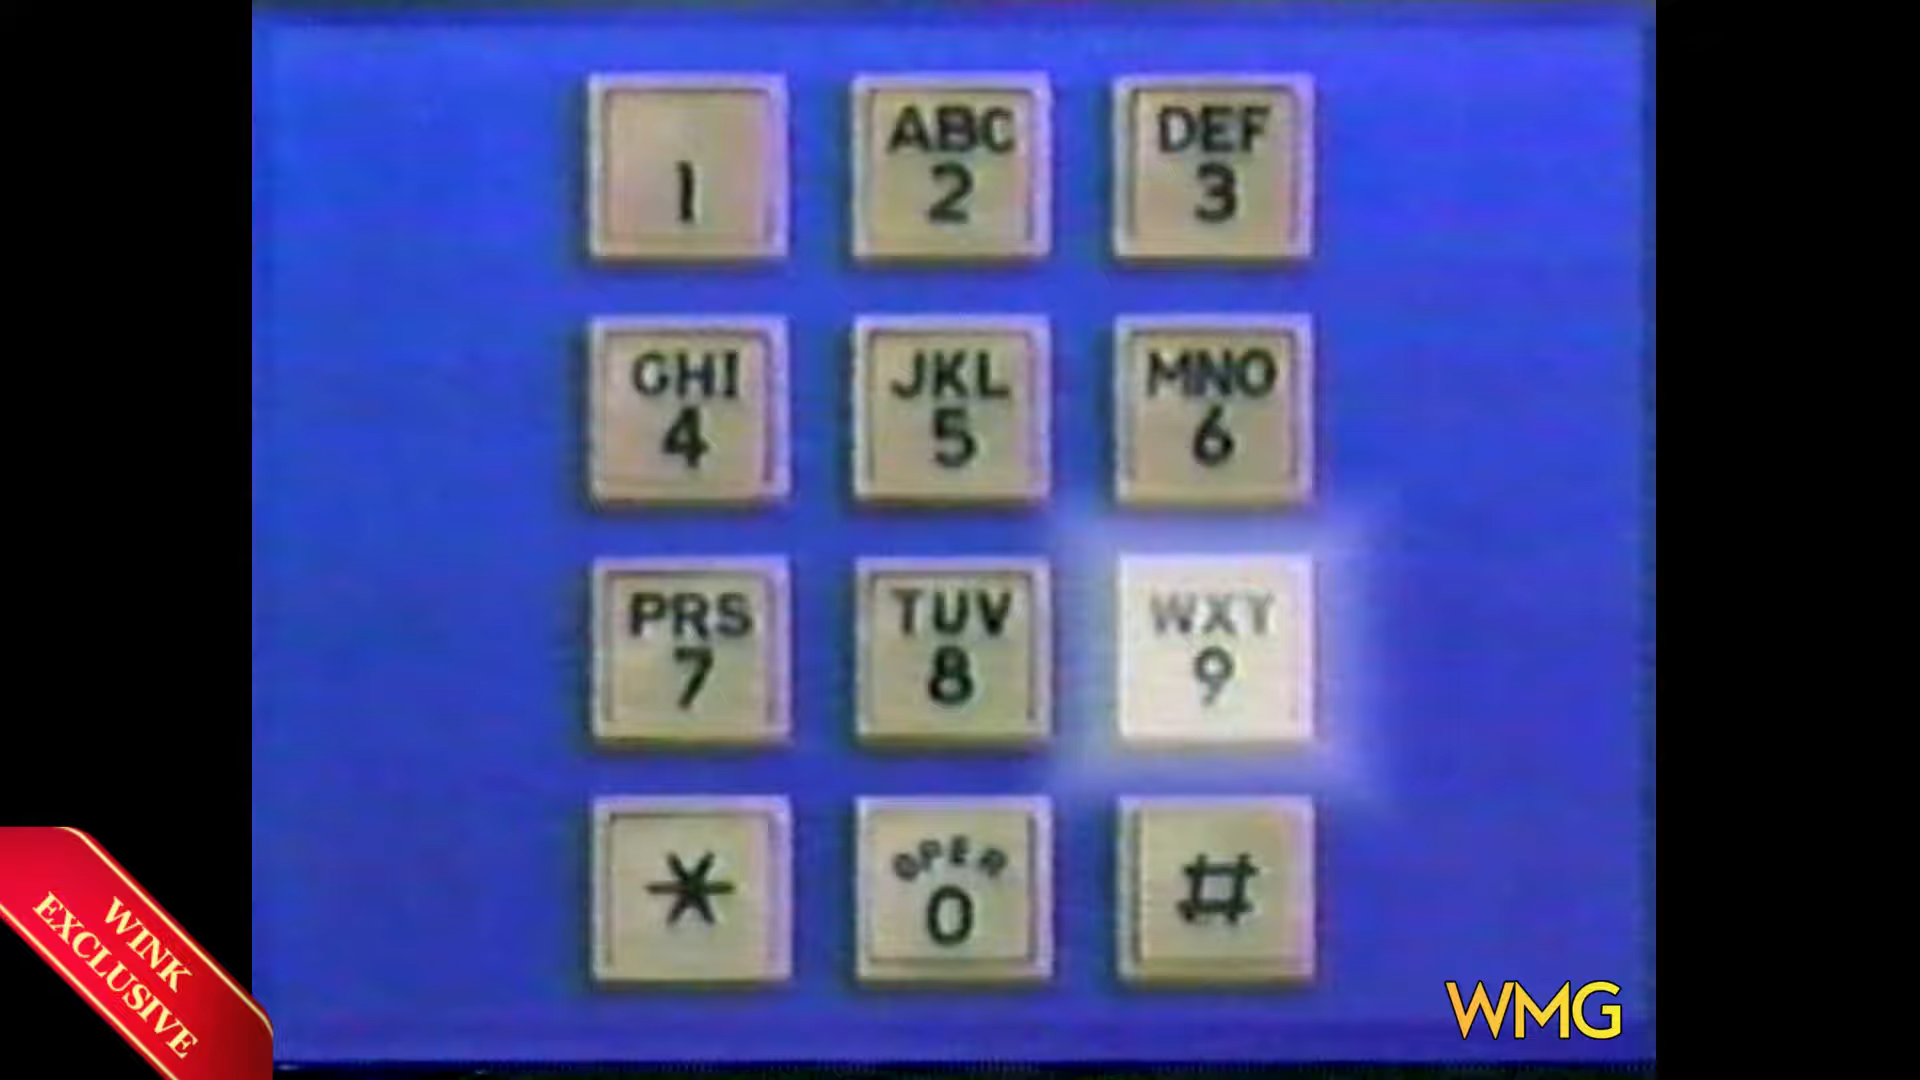 1
ABC
2
DEF
3
GHI
4
JKL
5
MNO
6
PRS
7
TUV
8
WXY
9
*
OPER
0
#
WINK
EXCLUSIVE
WMG